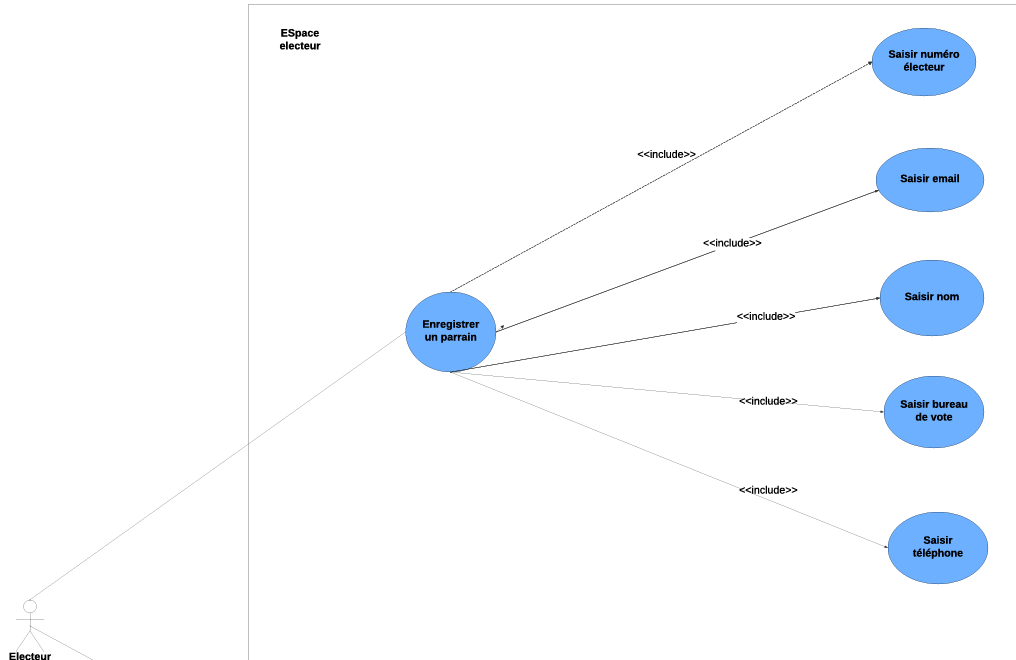 ESpace
electeur
Saisir numéro
électeur
<<include>>
Saisir email
<<include>>
Saisir nom
<<include>>
Enregistrer
un parrain
Saisir bureau
de vote
<<include>>
<<include>>
Saisir
téléphone
Electeur